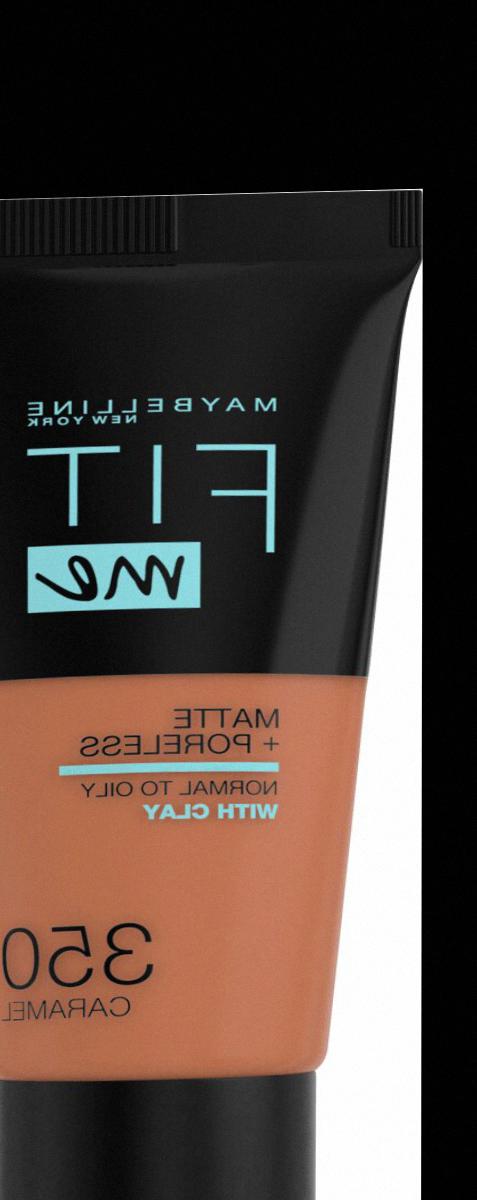 MAYBELLINE
NEW YORK
FIT
me
MATTE
+ PORELESS
NORMAL TO OILY
WITH CLAY
350
CARAMEL